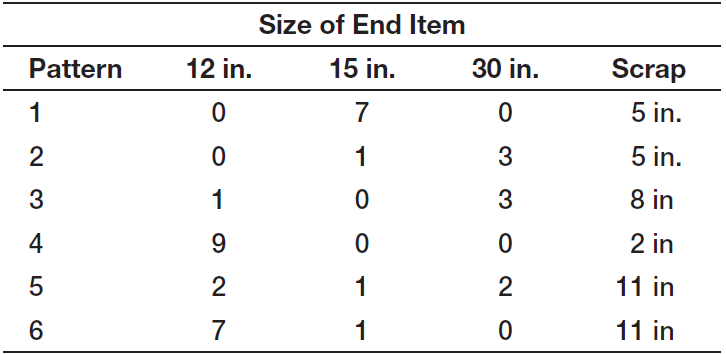 Size of End Item
Pattern 12 in. 15 in. 30 in. Scrap
1 0 7 0 5 in.
2 0 1 3 5 in.
3 1 0 3 8 in
4 9 0 0 2 in
5 2 1 2 11 in
6 7 1 0 11 in